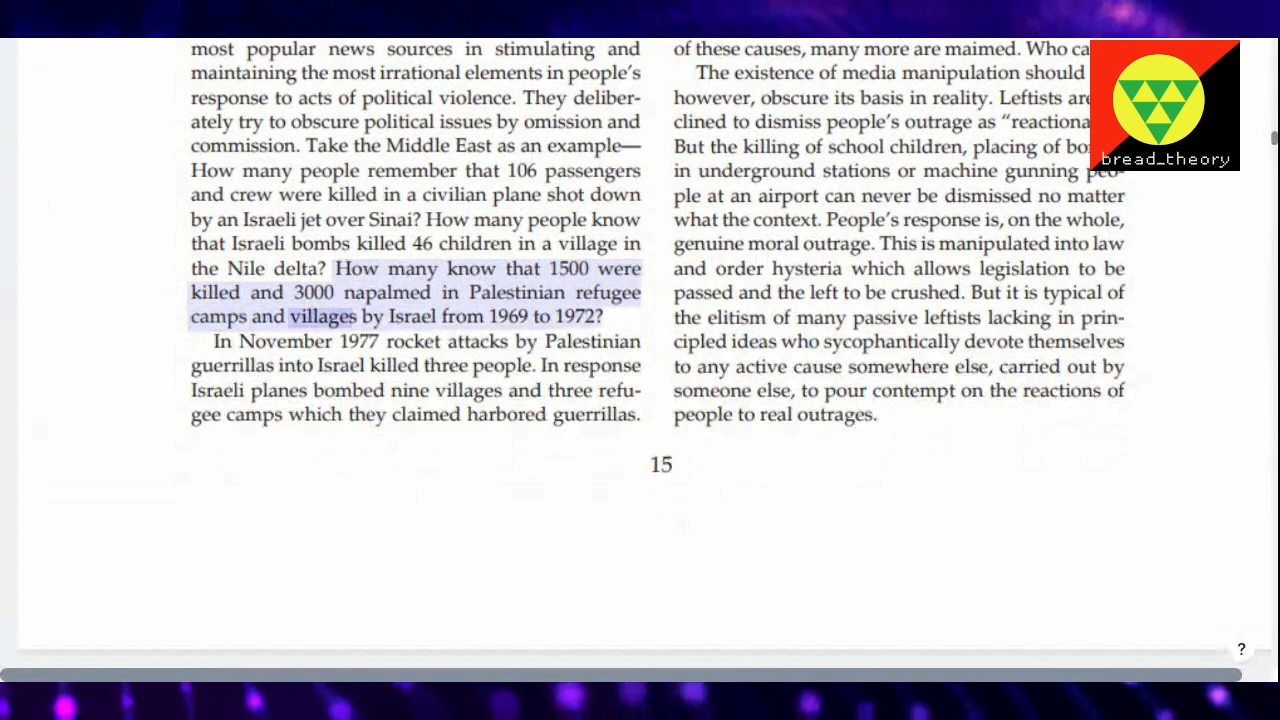 most popular news sources in stimulating and
maintaining the most irrational elements in people's
response to acts of political violence. They deliber-
ately try to obscure political issues by omission and
commission. Take the Middle East as an example—
How many people remember that 106 passengers
and crew were killed in a civilian plane shot down
by an Israeli jet over Sinai? How many people know
that Israeli bombs killed 46 children in a village in
the Nile delta? How many know that 1500 were
killed and 3000 napalmed in Palestinian refugee
camps and villages by Israel from 1969 to 1972?
In November 1977 rocket attacks by Palestinian
guerrillas into Israel killed three people. In response
Israeli planes bombed nine villages and three refu-
gee camps which they claimed harbored guerrillas.
of these causes, many more are maimed. Who
The existence of media manipulation should
however, obscure its basis in reality. Leftists
clined to dismiss people's outrage as
But the killing of school children, placing of
in underground stations or machine gunning
ple at an airport can never be dismissed no matter
what the context. People's response is, on the whole,
genuine moral outrage. This is manipulated into law
and order hysteria which allows legislation to be
passed and the left to be crushed. But it is typical of
the elitism of many passive leftists lacking in prin-
cipled ideas who sycophantically devote themselves
to any active cause somewhere else, carried out by
someone else, to pour contempt on the reactions of
people to real outrages.
15
bread_theory
?